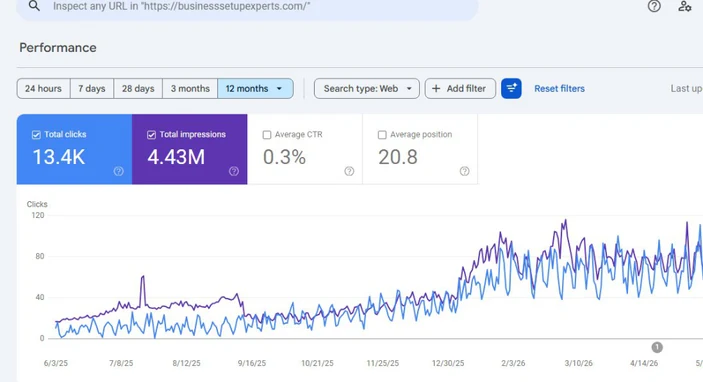 Inspect any URL in "https://businesssetupexperts.com/"
Performance
24 hours 7 days 28 days 3 months 12 months Search type: Web Add filter Reset filters Last up
Total clicks Total impressions Average CTR Average position
13.4K 4.43M 0.3% 20.8
Clicks
120
80
40
0
1
6/3/25 7/8/25 8/12/25 9/16/25 10/21/25 11/25/25 12/30/25 2/3/26 3/10/26 4/14/26 5/